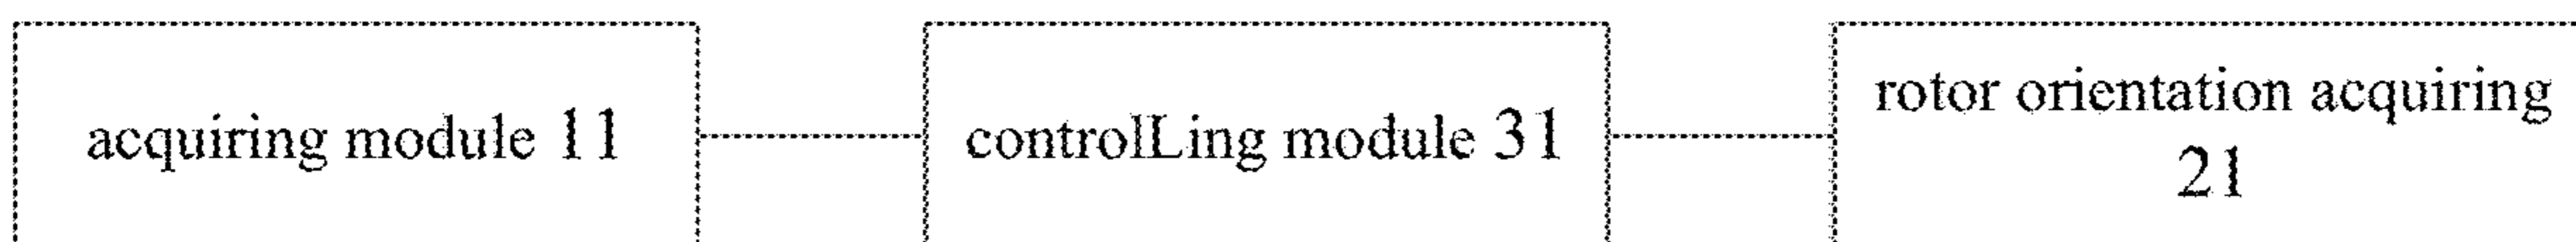 acquiring module 11
controlLing module 31
rotor orientation acquiring
21